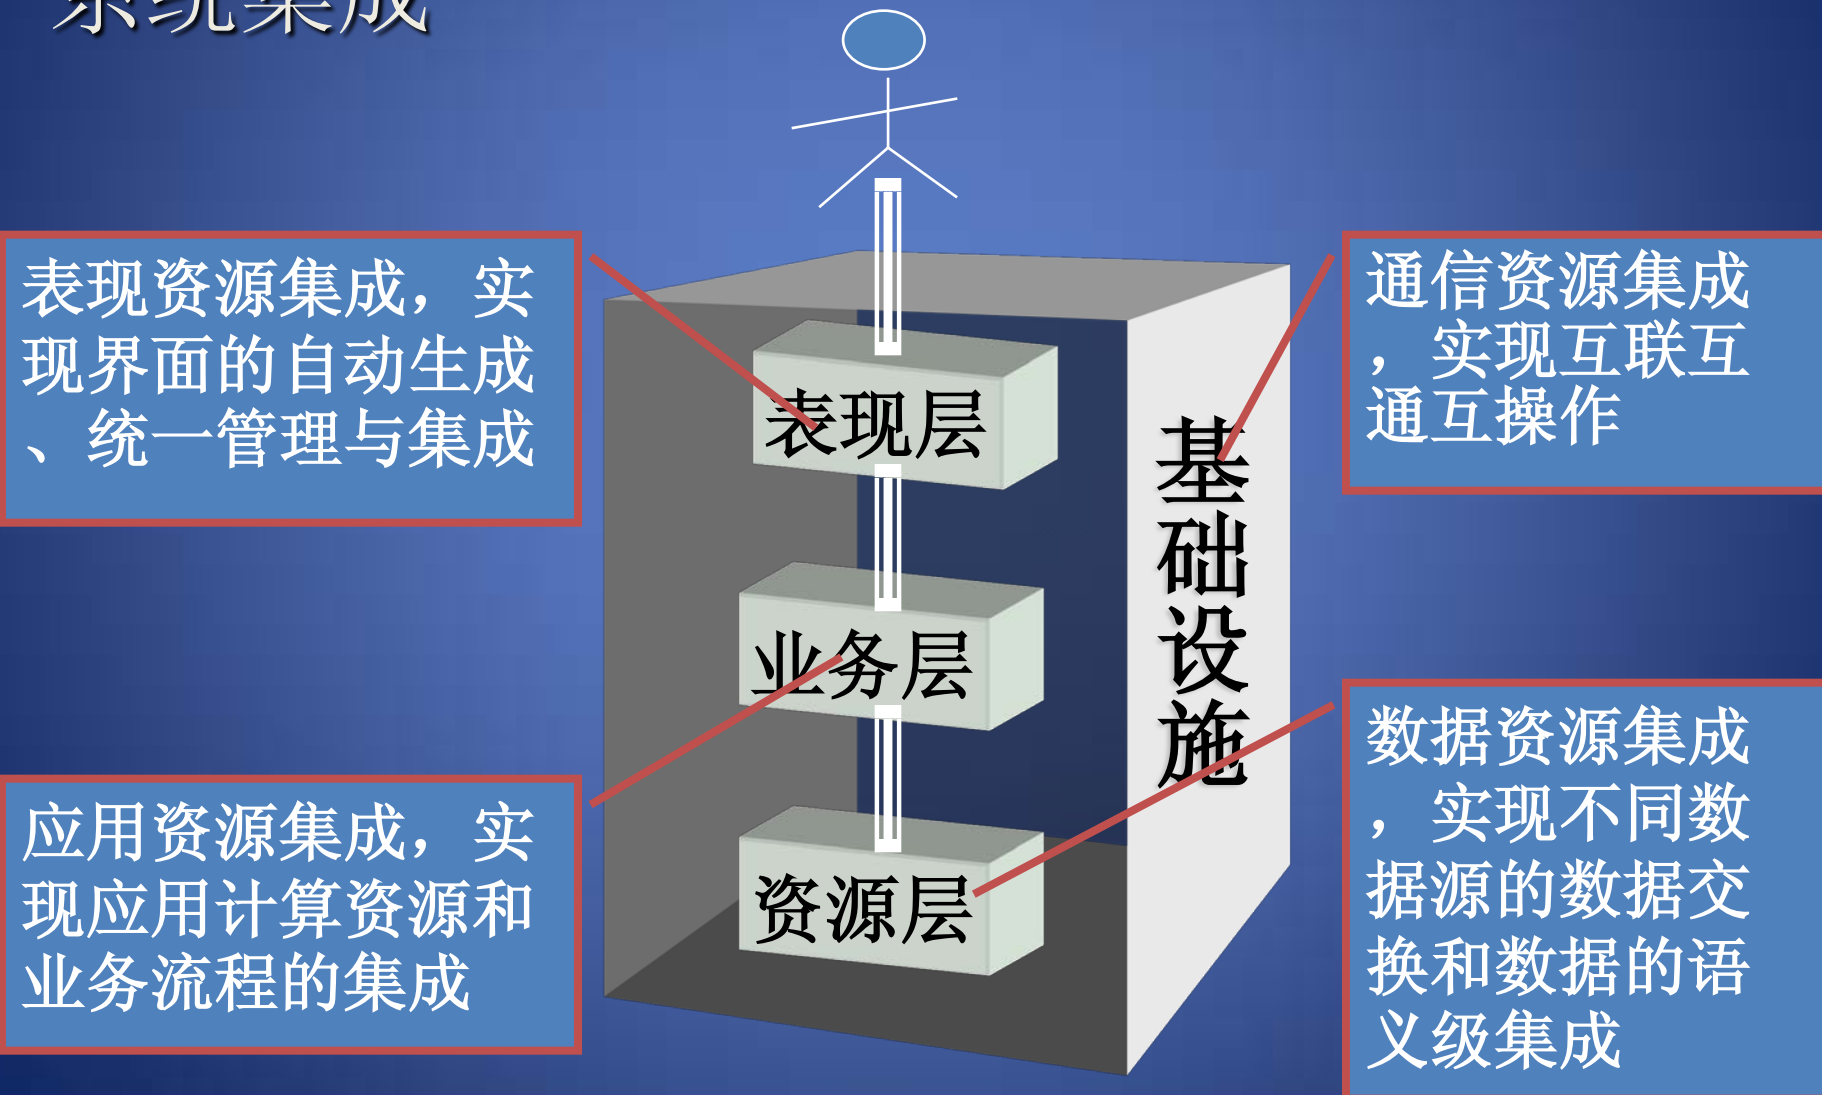 系统集成
表现资源集成，实
现界面的自动生成
、统一管理与集成
通信资源集成
，实现互联互
通互操作
表现层
业务层
资源层
基础设施
应用资源集成，实
现应用计算资源和
业务流程的集成
数据资源集成
，实现不同数
据源的数据交
换和数据的语
义级集成